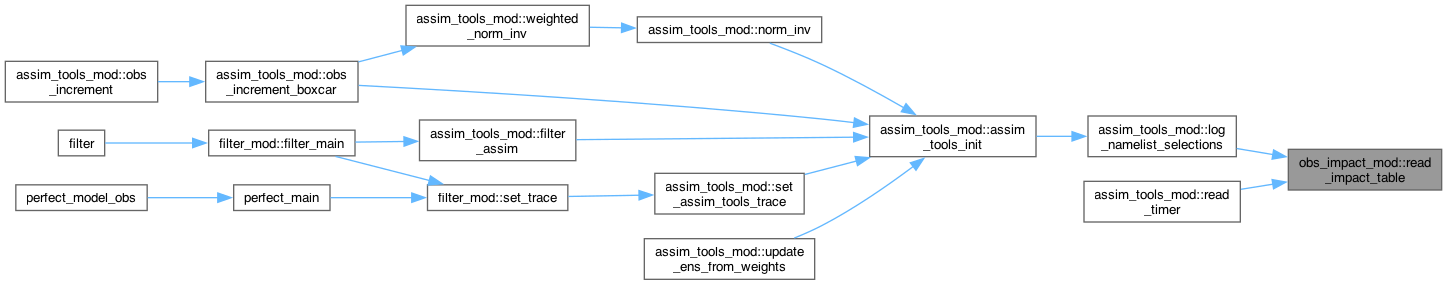 assim_tools_mod::weighted
_norm_inv
assim_tools_mod::norm_inv
assim_tools_mod::obs
_increment
assim_tools_mod::obs
_increment_boxcar
filter
filter_mod::filter_main
assim_tools_mod::filter
_assim
assim_tools_mod::assim
_tools_init
assim_tools_mod::log
_namelist_selections
obs_impact_mod::read
_impact_table
perfect_model_obs
perfect_main
filter_mod::set_trace
assim_tools_mod::set
_assim_tools_trace
assim_tools_mod::read
_timer
assim_tools_mod::update
_ens_from_weights